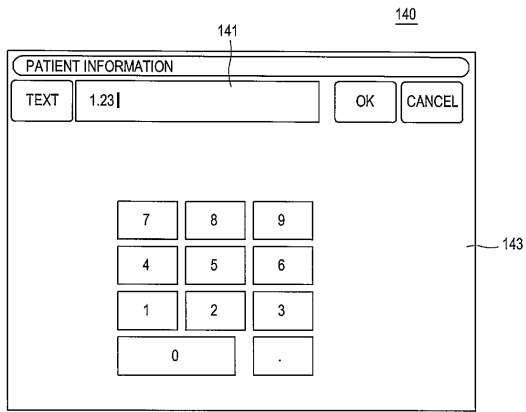 140
141
PATIENT INFORMATION
TEXT 1.23 OK CANCEL
7 8 9
4 5 6
143
1 2 3
0 .